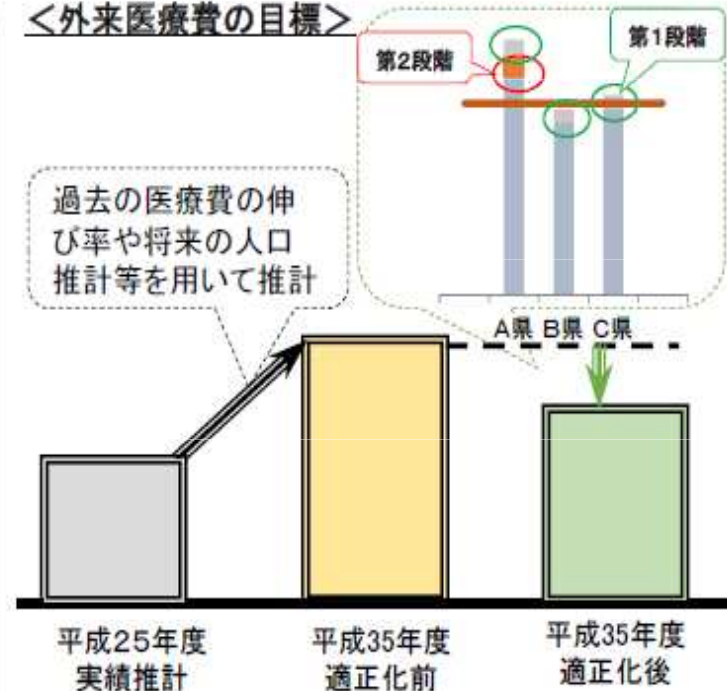 ＜外来医療費の目標＞
第2段階
第1段階
過去の医療費の伸
び率や将来の人口
推計等を用いて推計
A県 B県 C県
平成25年度
実績推計
平成35年度
適正化前
平成35年度
適正化後